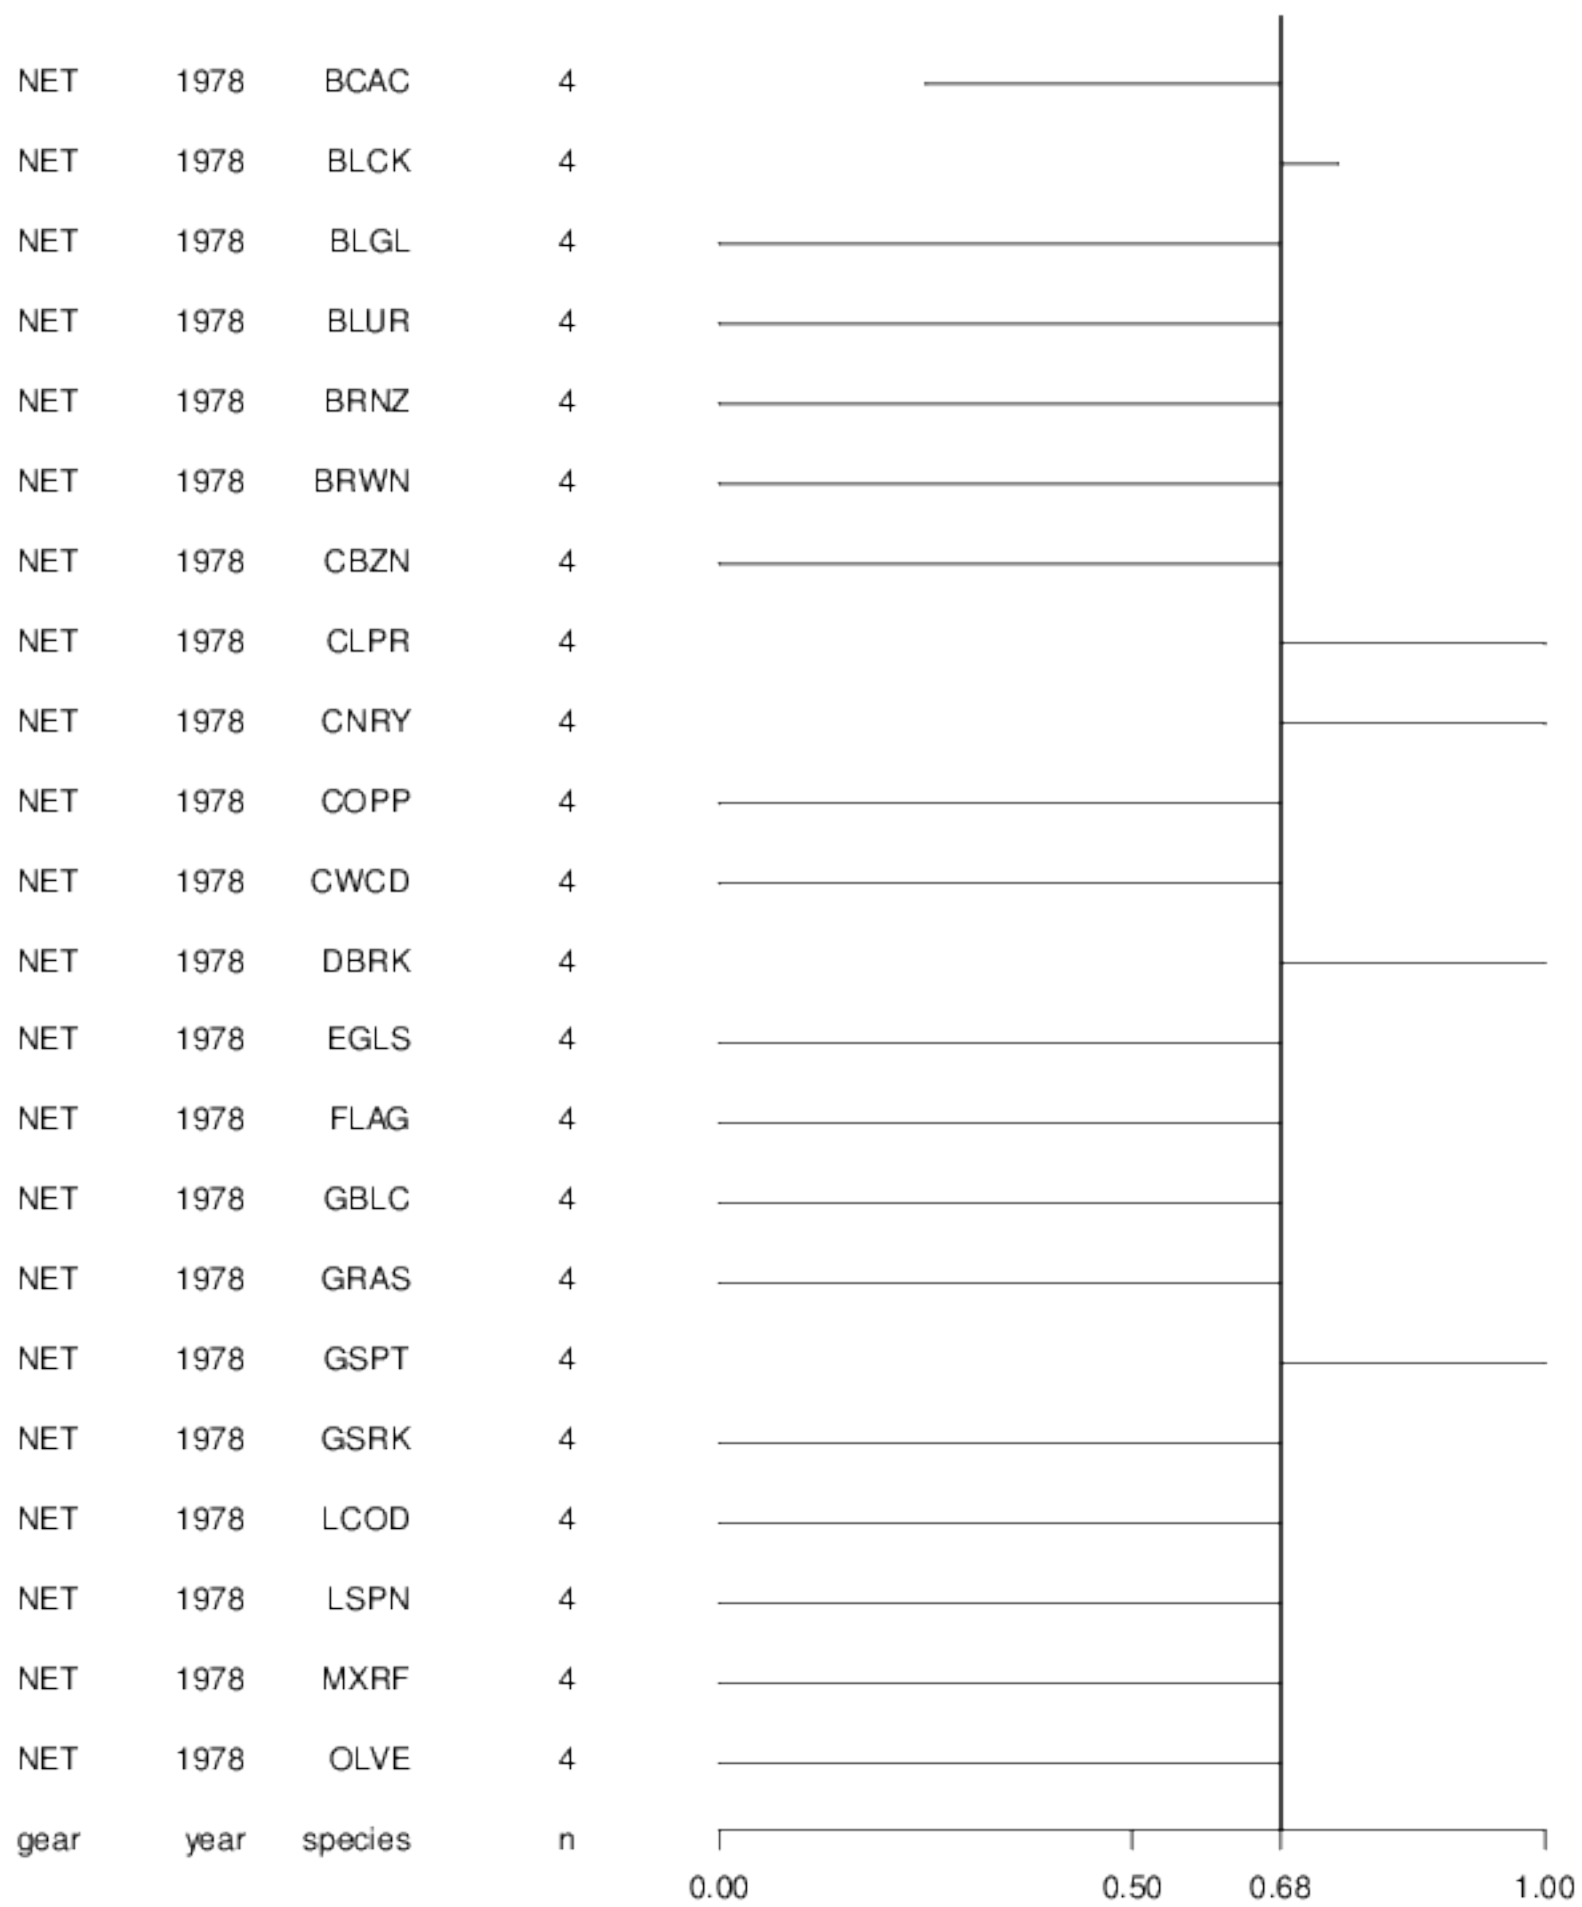 NET 1978 BCAC 4
NET 1978 BLCK 4
NET 1978 BLGL 4
NET 1978 BLUR 4
NET 1978 BRNZ 4
NET 1978 BRWN 4
NET 1978 CBZN 4
NET 1978 CLPR 4
NET 1978 CNRY 4
NET 1978 COPP 4
NET 1978 CWCD 4
NET 1978 DBRK 4
NET 1978 EGLS 4
NET 1978 FLAG 4
NET 1978 GBLC 4
NET 1978 GRAS 4
NET 1978 GSPT 4
NET 1978 GSRK 4
NET 1978 LCOD 4
NET 1978 LSPN 4
NET 1978 MXRF 4
NET 1978 OLVE 4
gear year species n
0.00 0.50 0.68 1.00